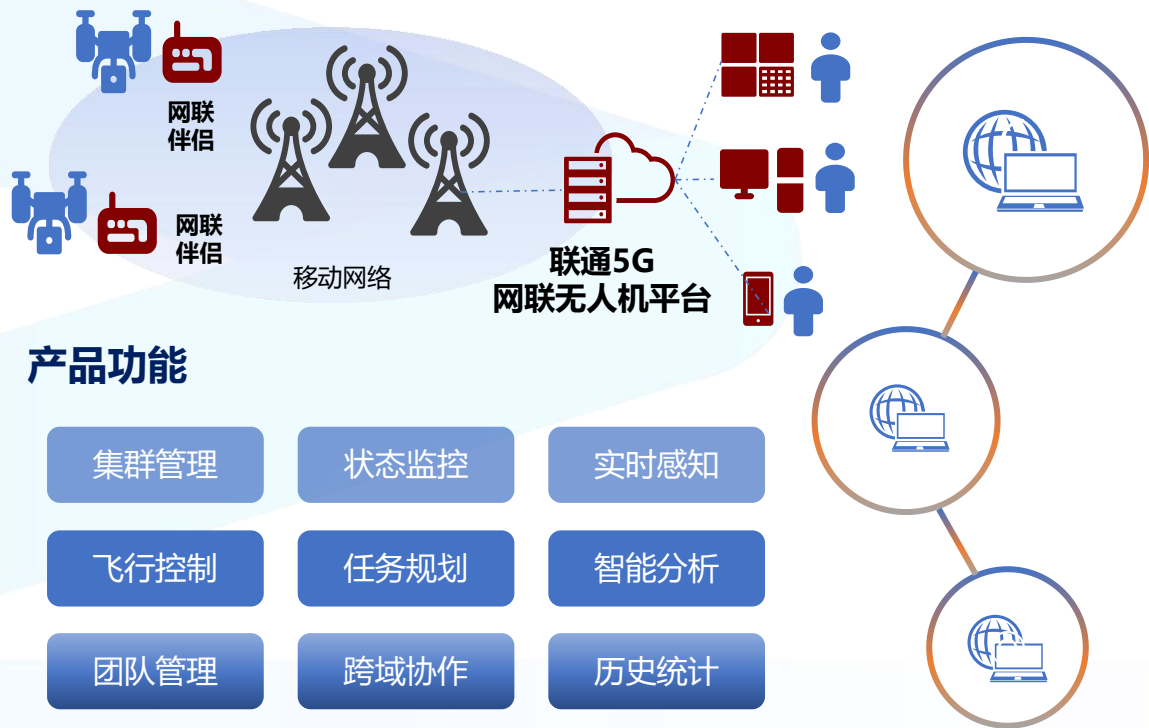 网联
伴侣
网联
伴侣
移动网络
联通5G
网联无人机平台
产品功能
集群管理
状态监控
实时感知
飞行控制
任务规划
智能分析
团队管理
跨域协作
历史统计